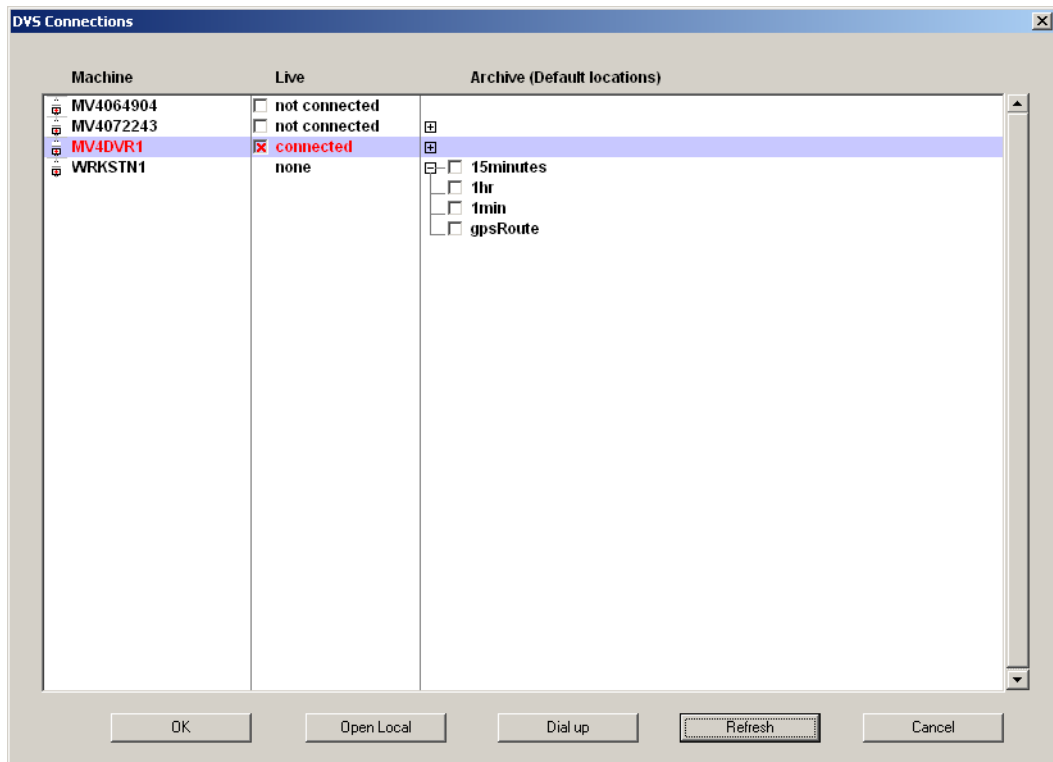 DVS Connections
Machine Live Archive (Default locations)
MV4064904 not connected
MV4072243 not connected
MV4DVR1 connected
WRKSTN1 none 15minutes
1hr
1min
gpsRoute
OK Open Local Dial up Refresh Cancel